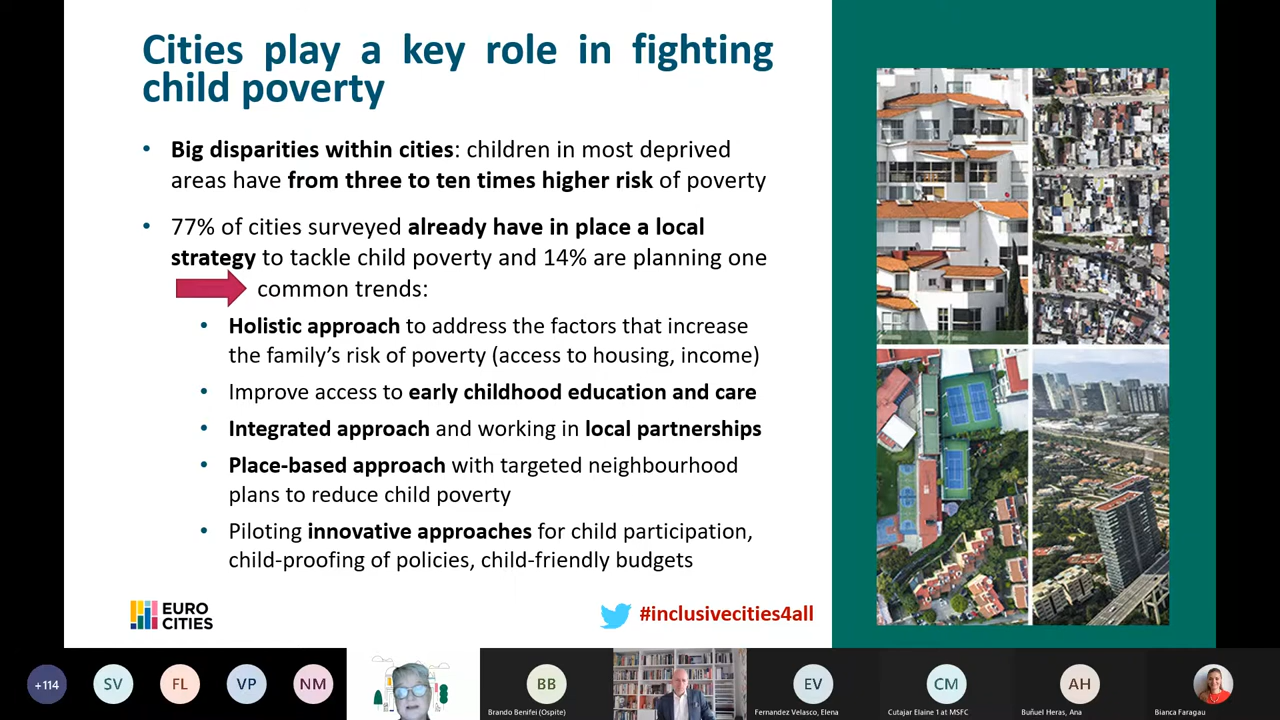 Cities play a key role in fighting
child poverty
• Big disparities within cities: children in most deprived
areas have from three to ten times higher risk of poverty
• 77% of cities surveyed already have in place a local
strategy to tackle child poverty and 14% are planning one
common trends:
• Holistic approach to address the factors that increase
the family's risk of poverty (access to housing, income)
• Improve access to early childhood education and care
• Integrated approach and working in local partnerships
• Place-based approach with targeted neighbourhood
plans to reduce child poverty
• Piloting innovative approaches for child participation,
child-proofing of policies, child-friendly budgets
EURO
CITIES
#inclusivecities4all
+114
SV
FL
VP
NM
BB
Brando Benifei (Ospite)
EV
Fernandez Velasco, Elena
CM
Cutajar Elaine 1 at MSFC
AH
Buñuel Heras, Ana
Bianca Faragau